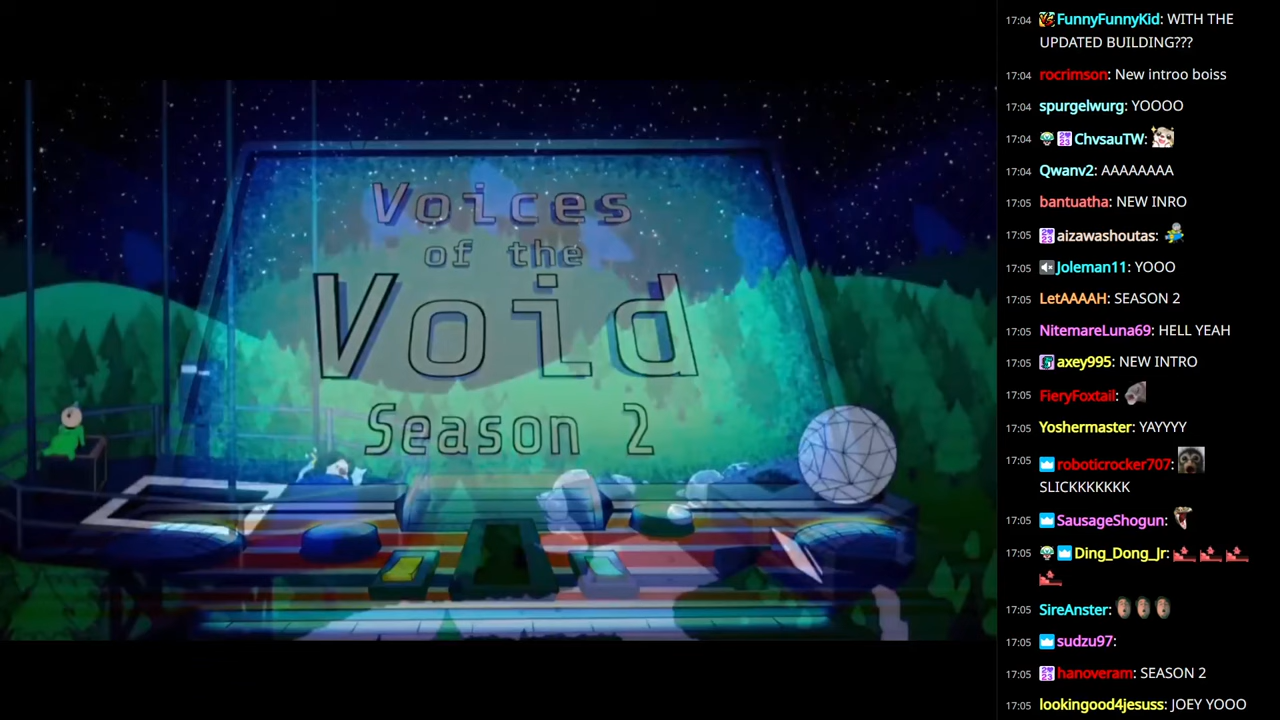 Voices
of the
Void
Season 2
17:04 FunnyFunnyKid: WITH THE
UPDATED BUILDING???
17:04 rocrimson: New introo boiss
17:04 spurgelwurg: YOOOO
17:04 ChvsauTW:
17:04 Qwanv2: AAAAAAAA
17:05 bantuatha: NEW INRO
17:05 aizawashoutas:
17:05 Joleman11: YOOO
17:05 LetAAAAH: SEASON 2
17:05 NitemareLuna69: HELL YEAH
17:05 axey995: NEW INTRO
17:05 FieryFoxtail:
17:05 Yoshermaster: YAYYYY
17:05 roboticrocker707:
SLICKKKKKKK
17:05 SausageShogun:
17:05 Ding_Dong_Jr:
17:05 SireAnster:
17:05 sudzu97:
17:05 hanoveram: SEASON 2
17:05 lookingood4jesuss: JOEY YOOO